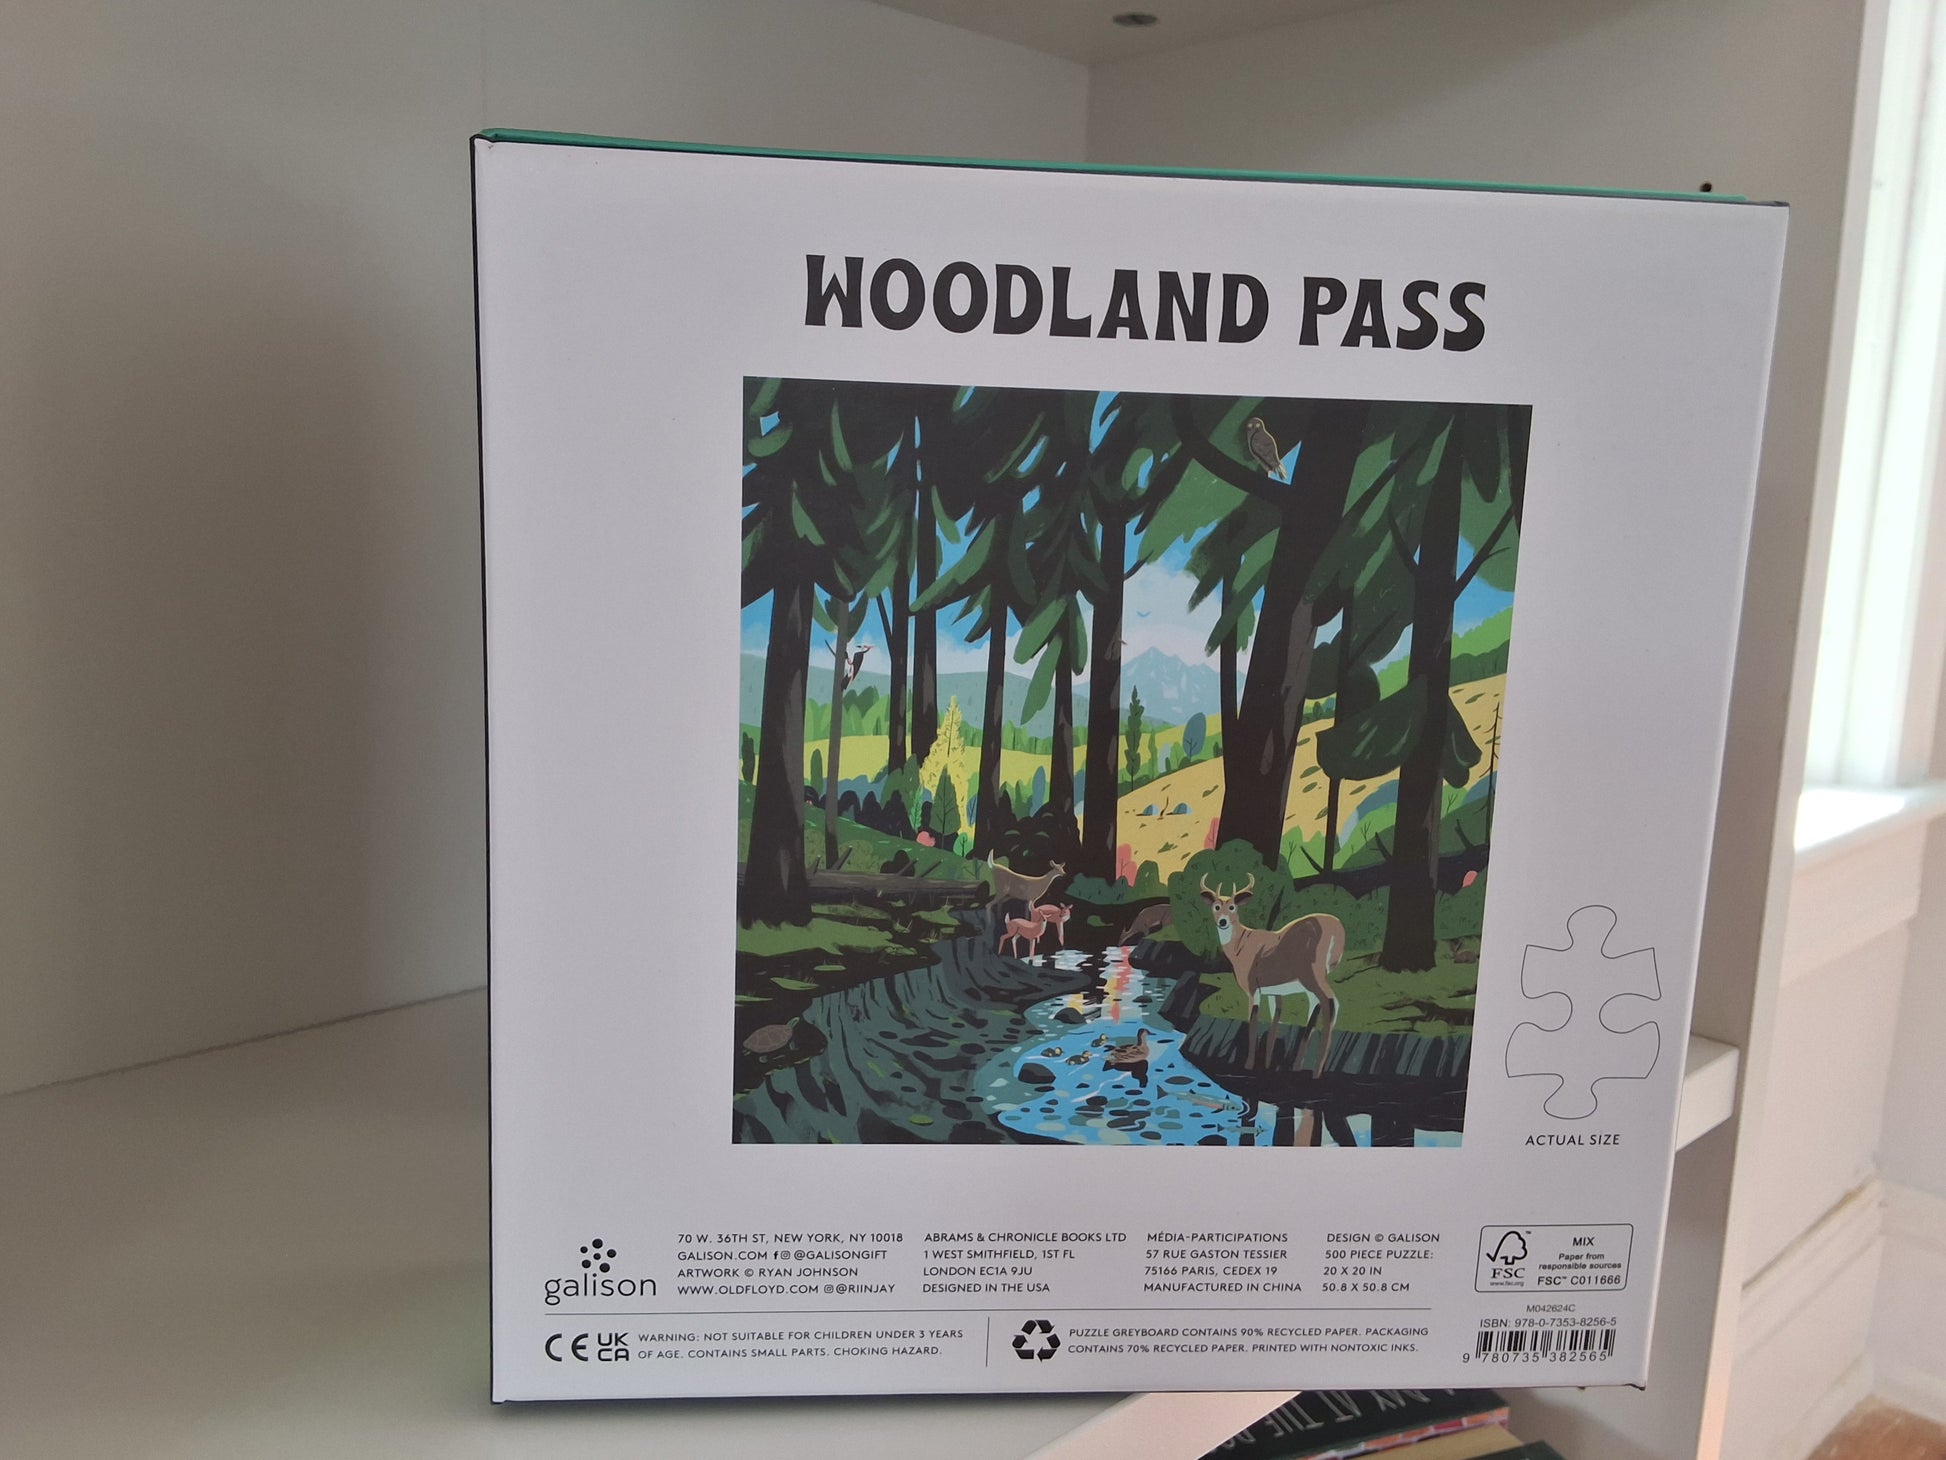 WOODLAND PASS
ACTUAL SIZE
galison
70 W. 36TH ST, NEW YORK, NY 10018
GALISON.COM @GALISONGIFT
ARTWORK © RYAN JOHNSON
WWW.OLDFLOYD.COM @RIINJAY
ABRAMS & CHRONICLE BOOKS LTD
1 WEST SMITHFIELD, 1ST FL
LONDON EC1A 9JU
DESIGNED IN THE USA
MÉDIA-PARTICIPATIONS
57 RUE GASTON TESSIER
75166 PARIS, CEDEX 19
MANUFACTURED IN CHINA
DESIGN © GALISON
500 PIECE PUZZLE:
20 X 20 IN
50.8 X 50.8 CM
FSC™
www.fsc.org
MIX
Paper from
responsible sources
FSC™ C011666
CE UK
CA
WARNING: NOT SUITABLE FOR CHILDREN UNDER 3 YEARS
OF AGE. CONTAINS SMALL PARTS. CHOKING HAZARD.
PUZZLE GREYBOARD CONTAINS 90% RECYCLED PAPER. PACKAGING
CONTAINS 70% RECYCLED PAPER. PRINTED WITH NONTOXIC INKS.
M042624C
ISBN: 978-0-7353-8256-5
9 780735 382565
DAY AT THE